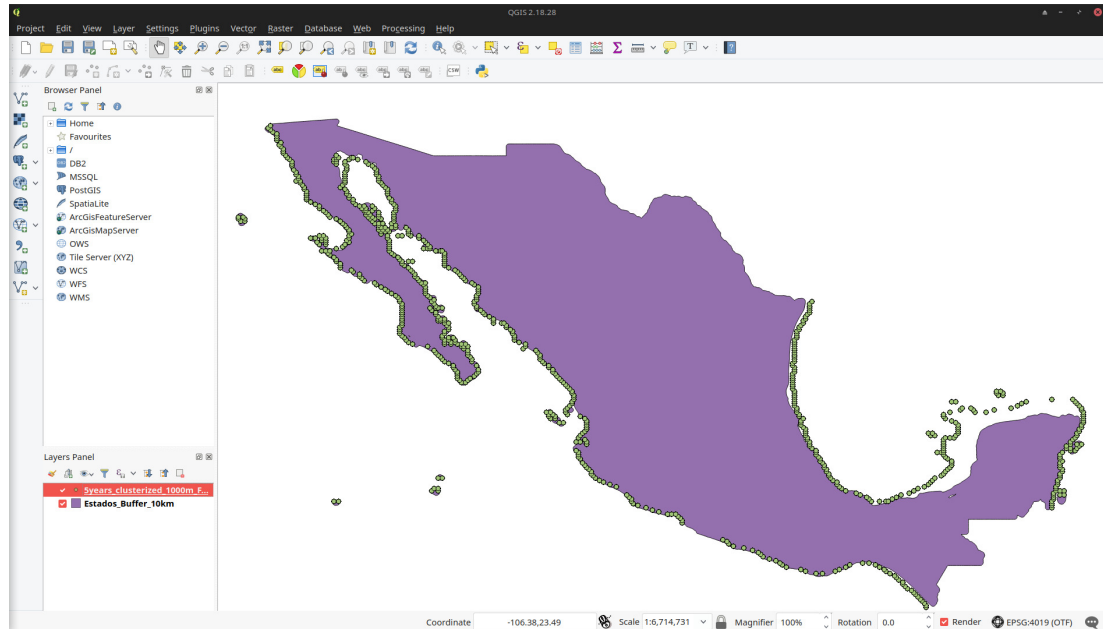 QGIS 2.18.28
Project Edit View Layer Settings Plugins Vector Raster Database Web Processing Help
Browser Panel
Home
Favourites
/
DB2
MSSQL
PostGIS
SpatiaLite
ArcGisFeatureServer
ArcGisMapServer
OWS
Tile Server (XYZ)
WCS
WFS
WMS
Layers Panel
5years_clusterized_1000m_F...
Estados_Buffer_10km
Coordinate -106.38,23.49 Scale 1:6,714,731 Magnifier 100% Rotation 0.0 Render EPSG:4019 (OTF)